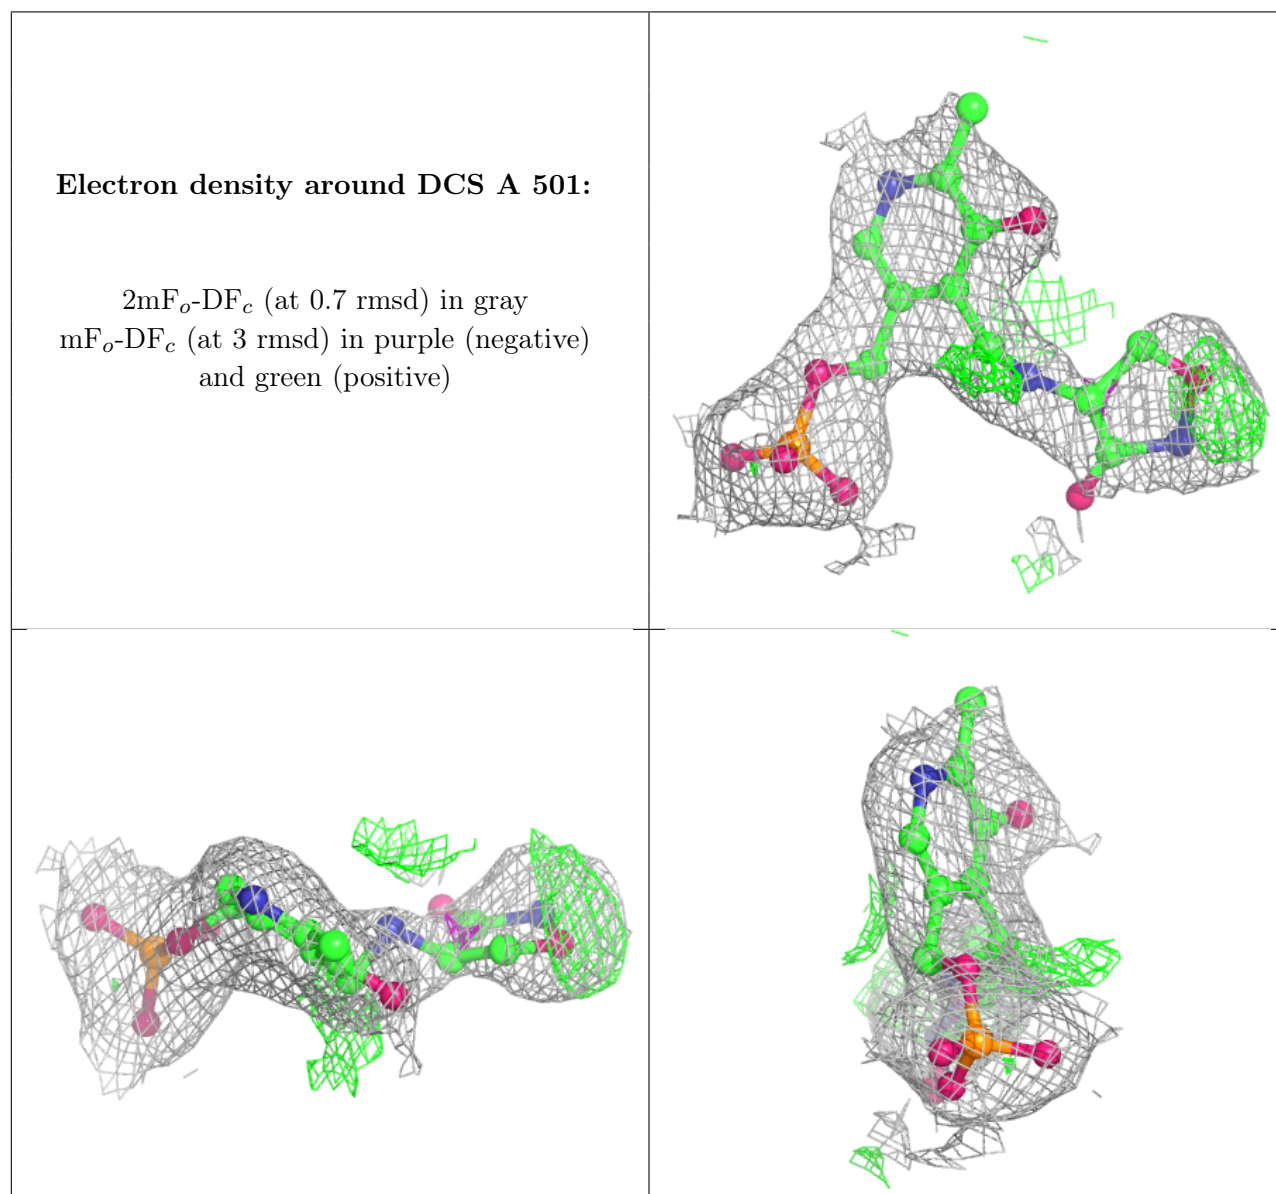 Electron density around DCS A 501:
2mFo-DFc (at 0.7 rmsd) in gray
mFo-DFc (at 3 rmsd) in purple (negative)
and green (positive)